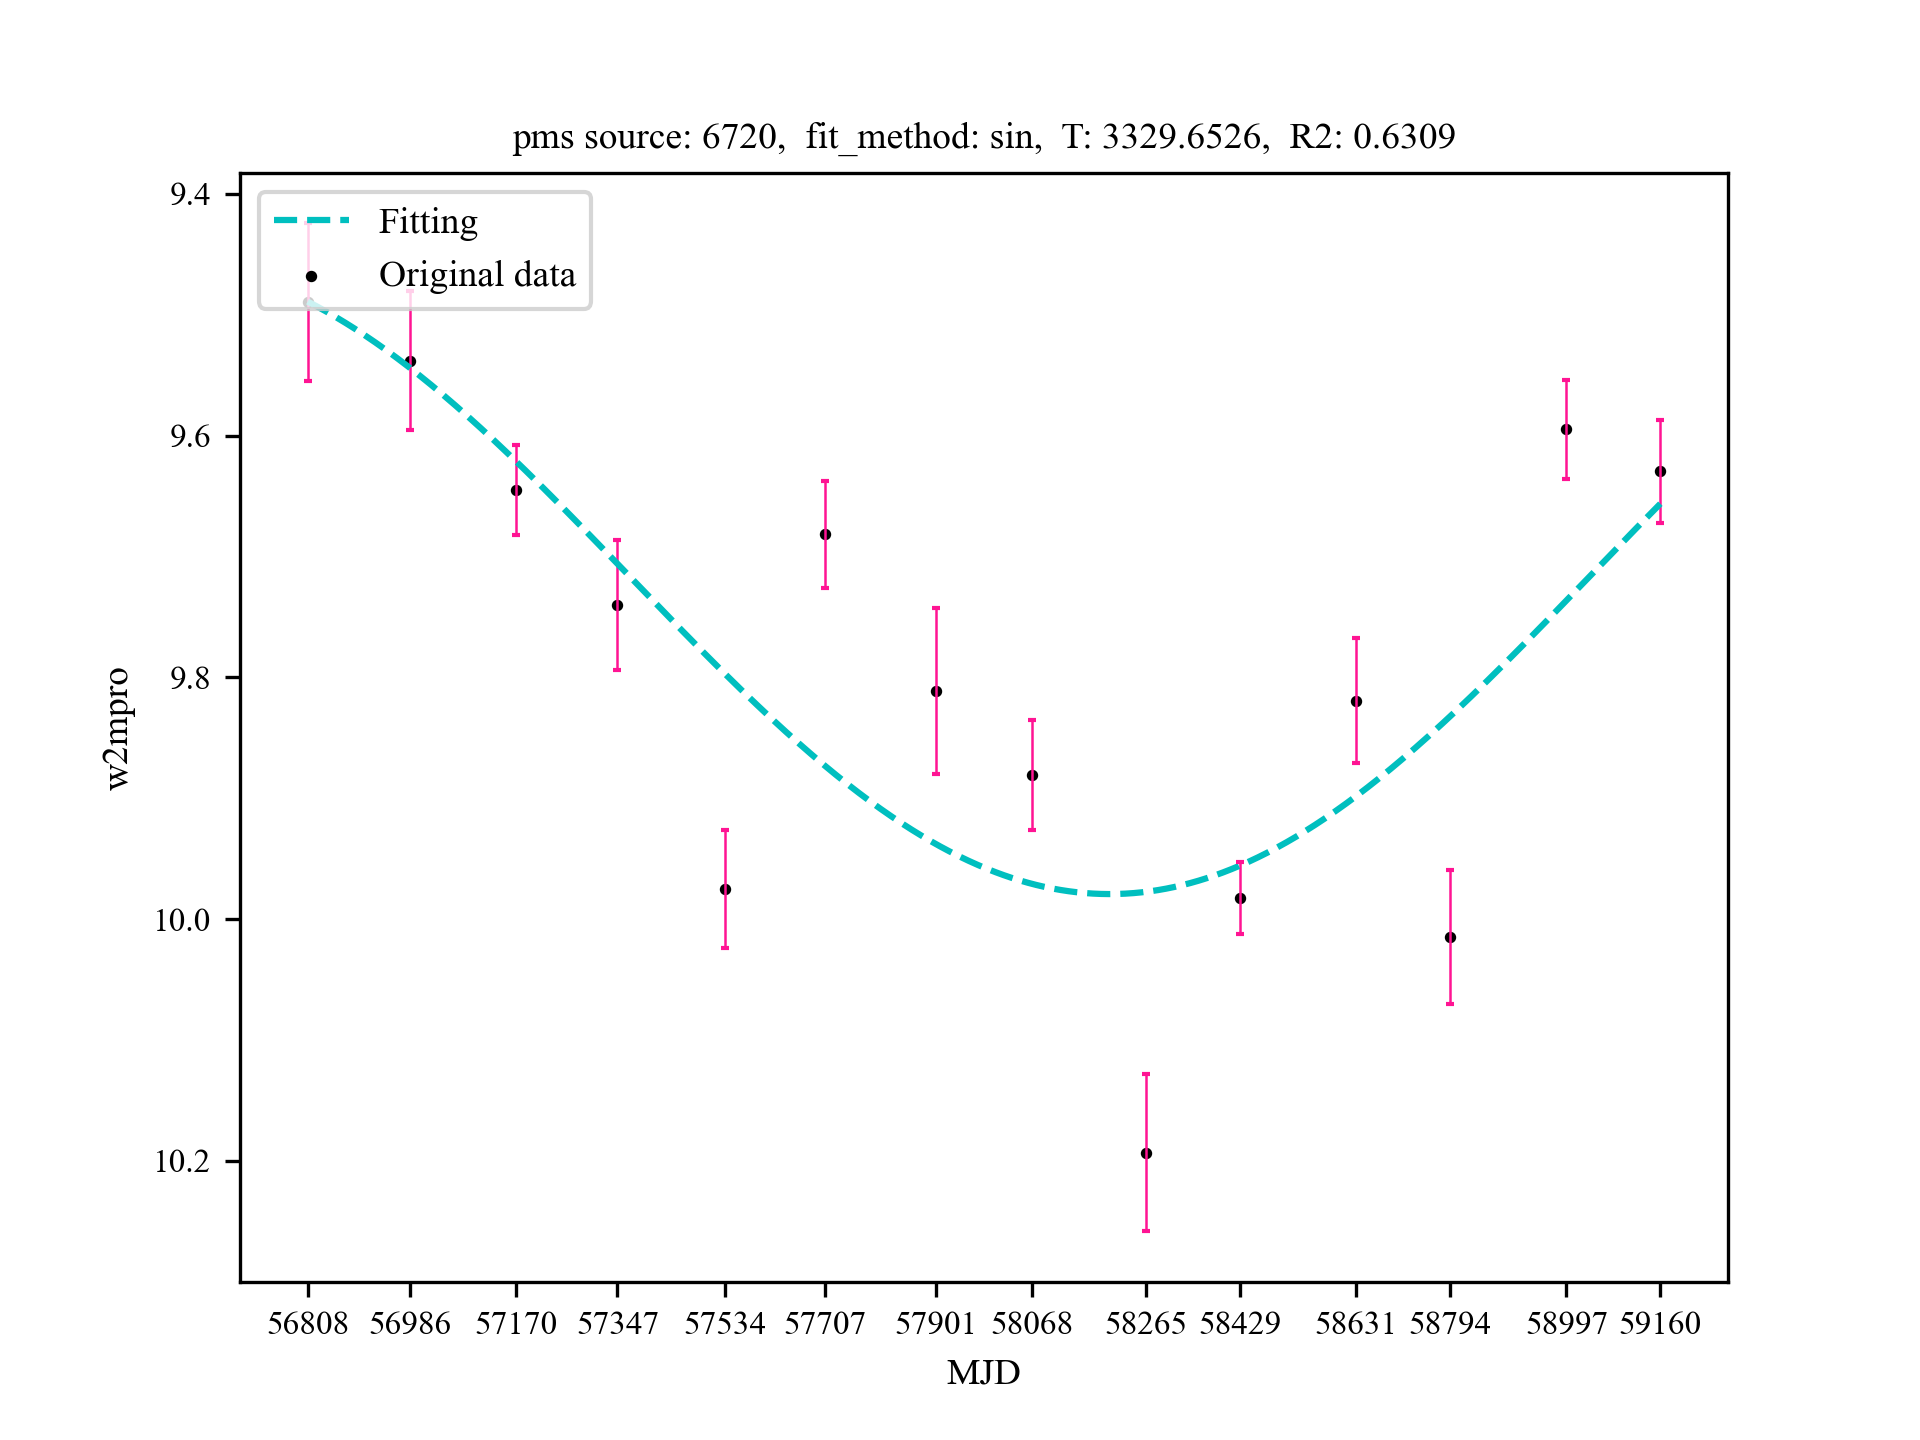 pms source: 6720,  fit_method: sin,  T: 3329.6526,  R2: 0.6309
Fitting
Original data
9.4
9.6
9.8
10.0
10.2
w2mpro
56808 56986 57170 57347 57534 57707 57901 58068 58265 58429 58631 58794 58997 59160
MJD